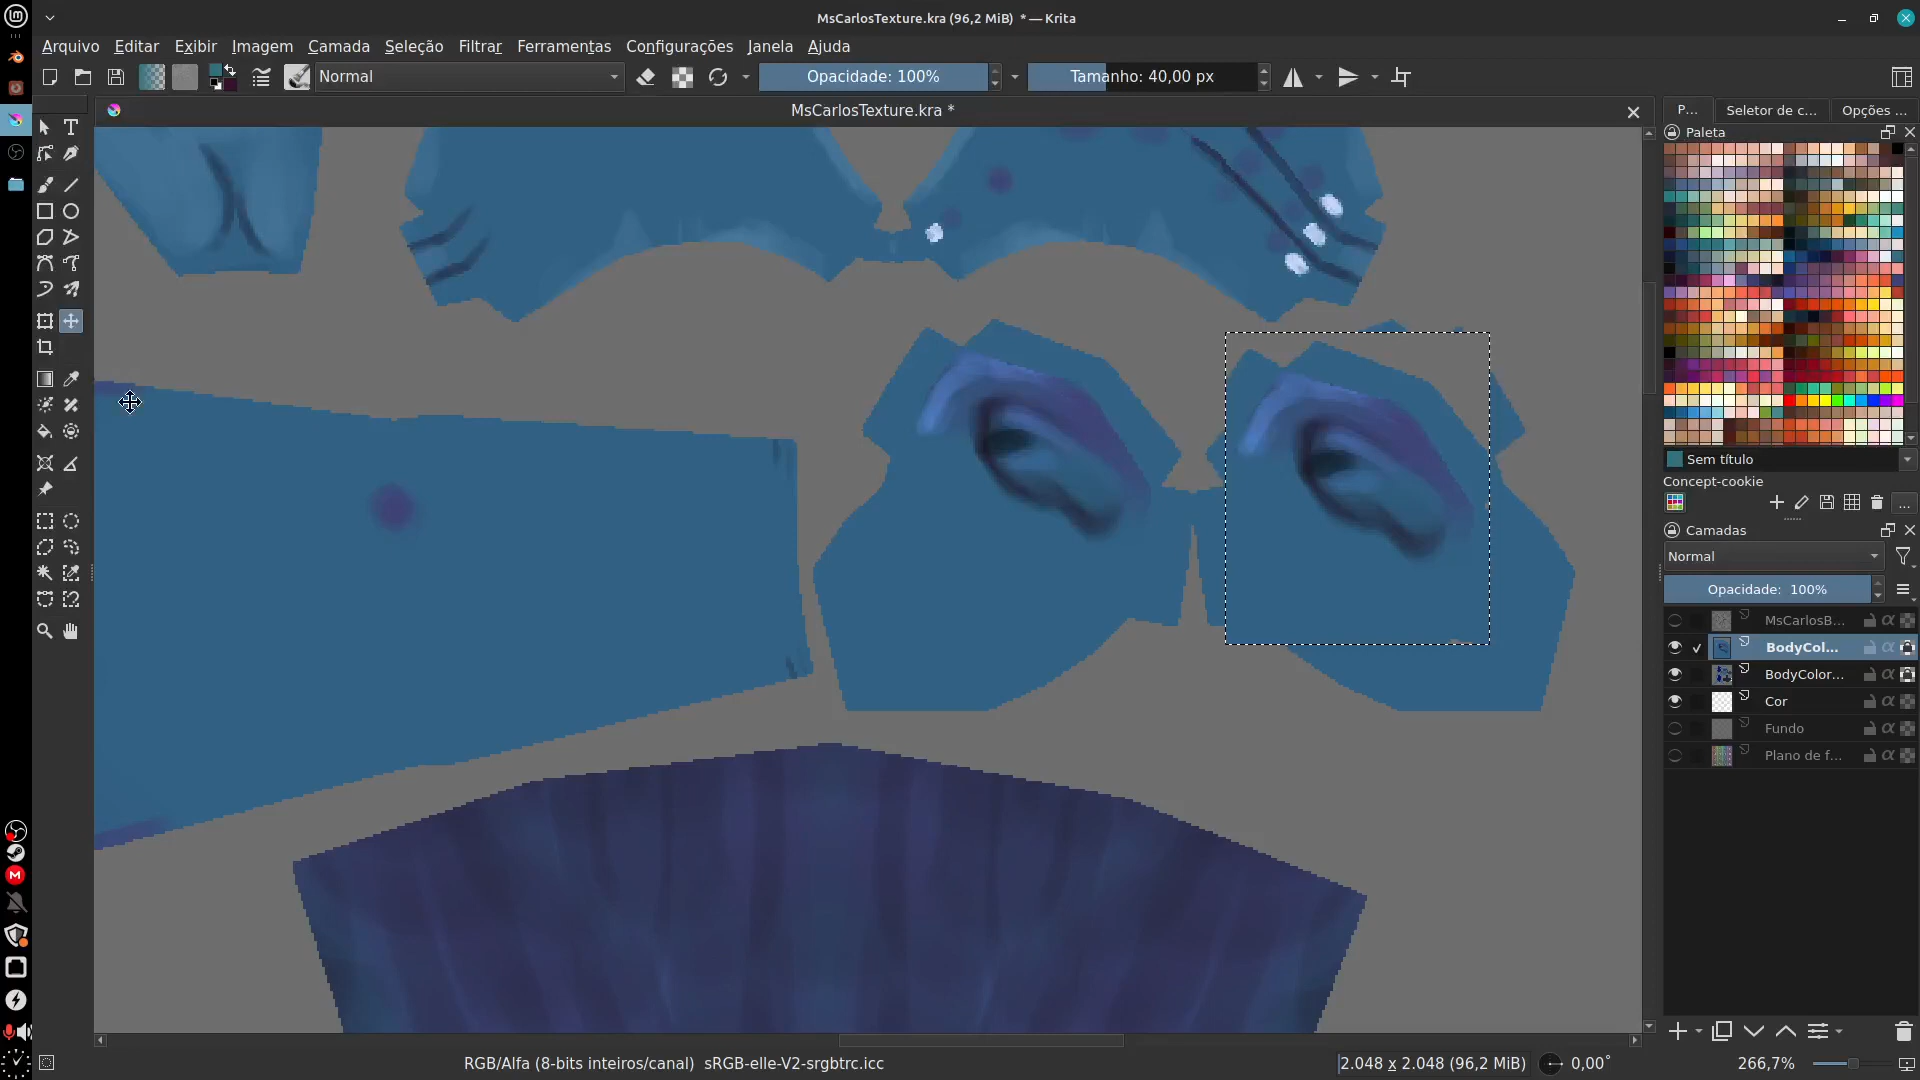 MsCarlosTexture.kra (96,2 MiB) * — Krita
Arquivo Editar Exibir Imagem Camada Seleção Filtrar Ferramentas Configurações Janela Ajuda
Normal Opacidade: 100% Tamanho: 40,00 px
MsCarlosTexture.kra *
P... Seletor de c... Opções ...
Paleta
Sem título
Concept-cookie
...
Camadas
Normal
Opacidade: 100%
MsCarlosB...
BodyCol...
BodyColor...
Cor
Fundo
Plano de f...
RGB/Alfa (8-bits inteiros/canal) sRGB-elle-V2-srgbtrc.icc 2.048 x 2.048 (96,2 MiB) 0,00° 266,7%